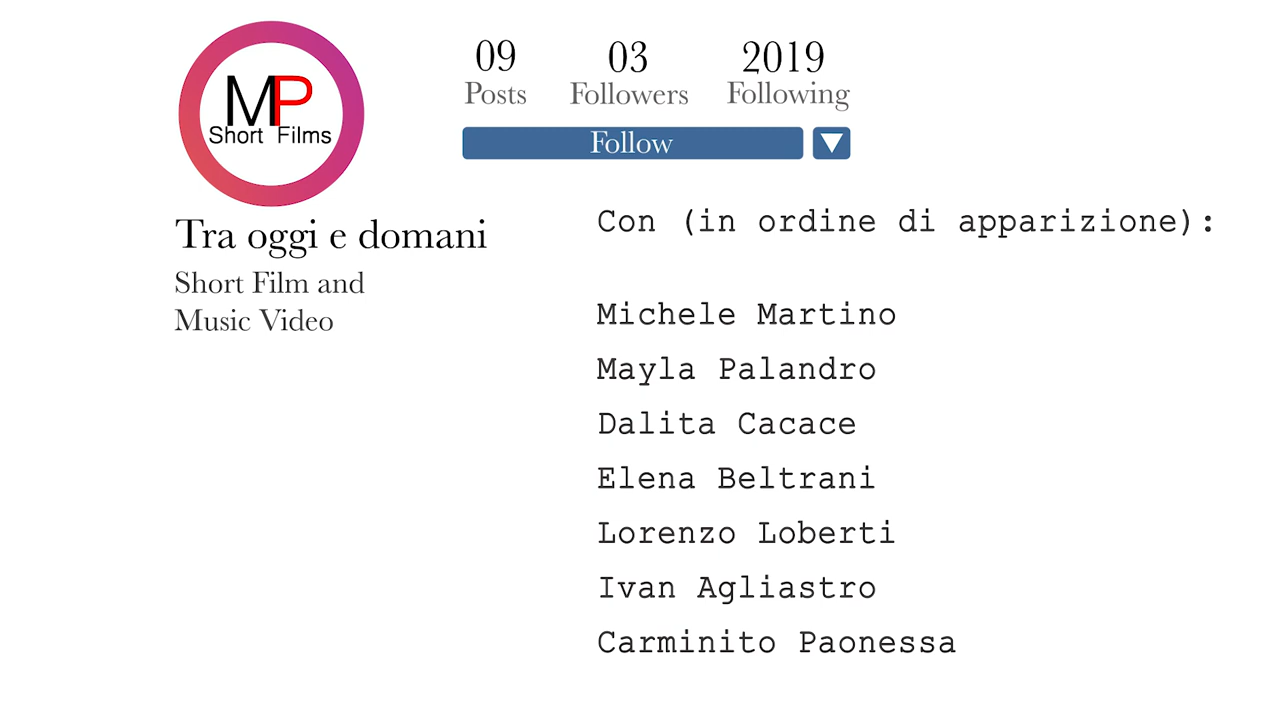 MP
Short Films
09 03 2019
Posts Followers Following
Follow
Tra oggi e domani
Short Film and
Music Video
Con (in ordine di apparizione):
Michele Martino
Mayla Palandro
Dalita Cacace
Elena Beltrani
Lorenzo Loberti
Ivan Agliastro
Carminito Paonessa